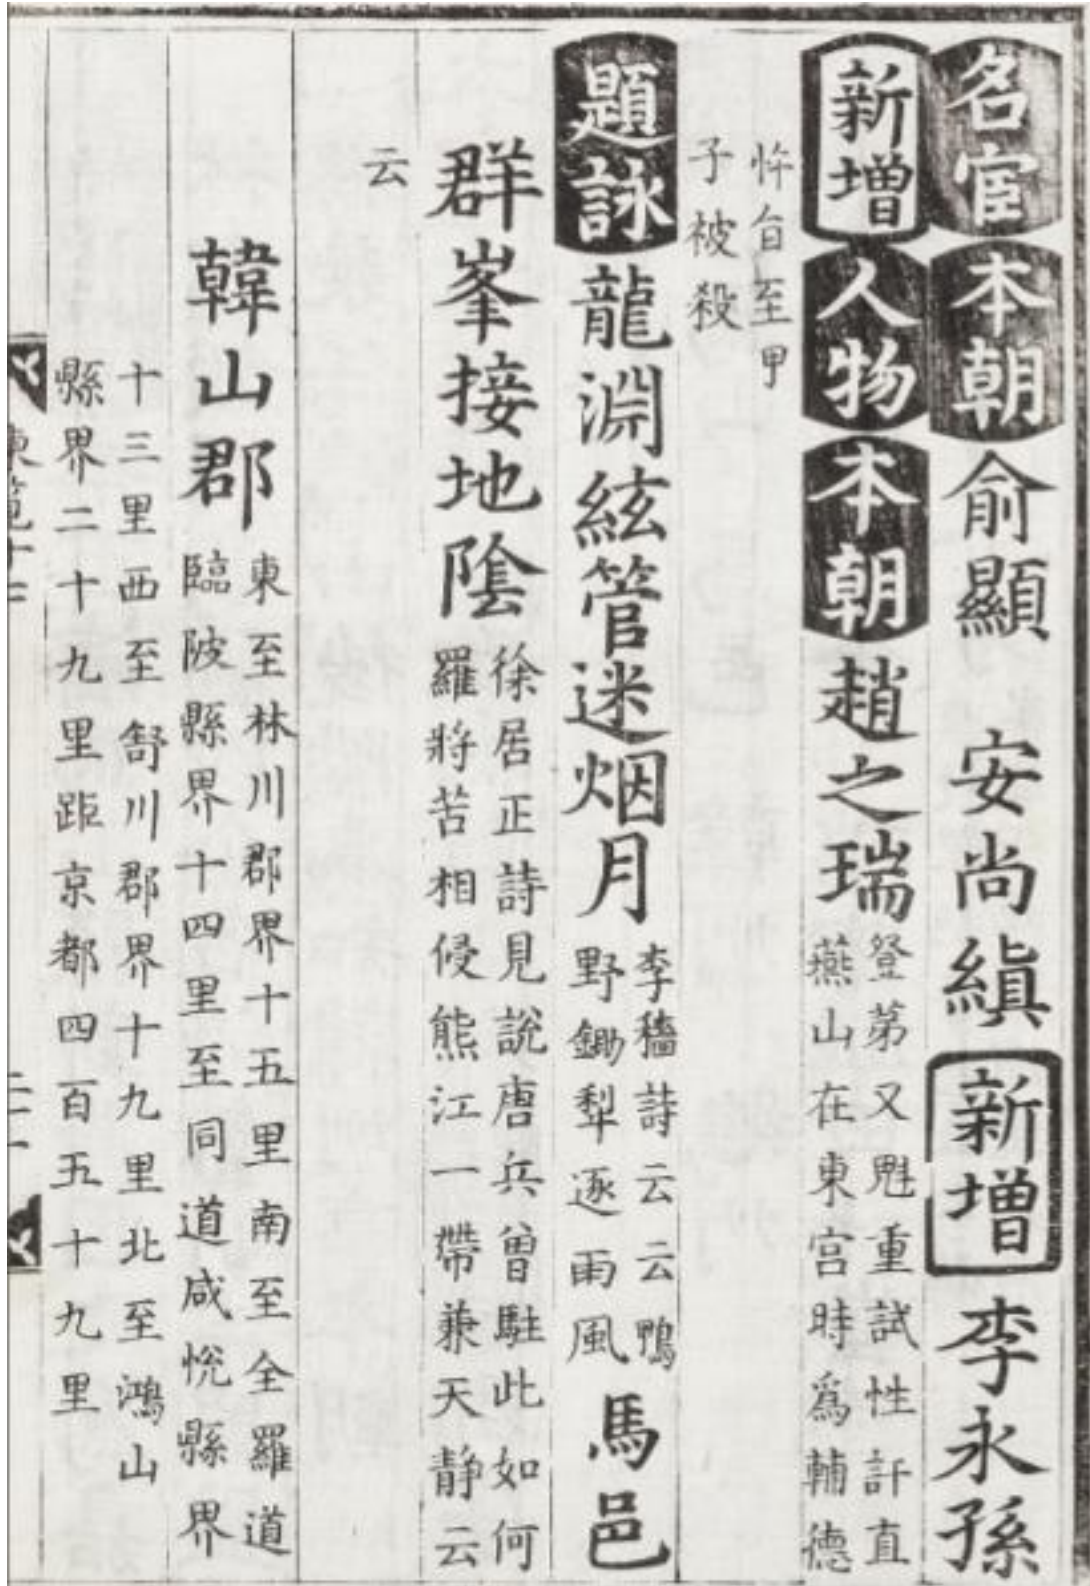 名宦本朝俞顯 安尚縝新增李永孫
新增人物本朝趙之瑞登第又魁重試性訐直
燕山在東宮時爲輔德
忤旨至甲
子被殺
題詠龍淵絃管迷烟月李穡詩云云鴨
野鋤犁逐雨風馬邑
群峯接地陰徐居正詩見說唐兵曾駐此如何
羅將苦相侵熊江一帶兼天靜云
云
韓山郡東至林川郡界十五里南至全羅道
臨陂縣界十四里至同道咸悅縣界
十三里西至舒川郡界十九里北至鴻山
縣界二十九里距京都四百五十九里